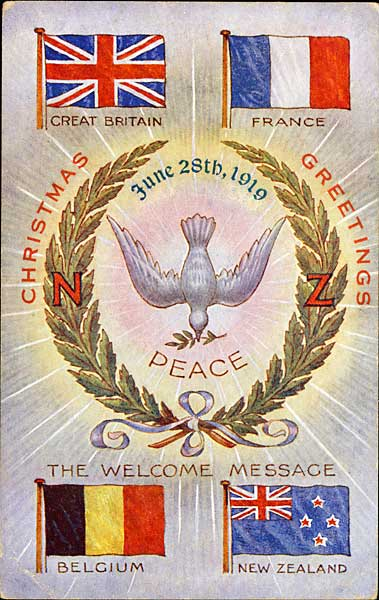 GREAT BRITAIN
FRANCE
CHRISTMAS GREETINGS
June 28th, 1919
N Z
PEACE
THE WELCOME MESSAGE
BELGIUM
NEW ZEALAND